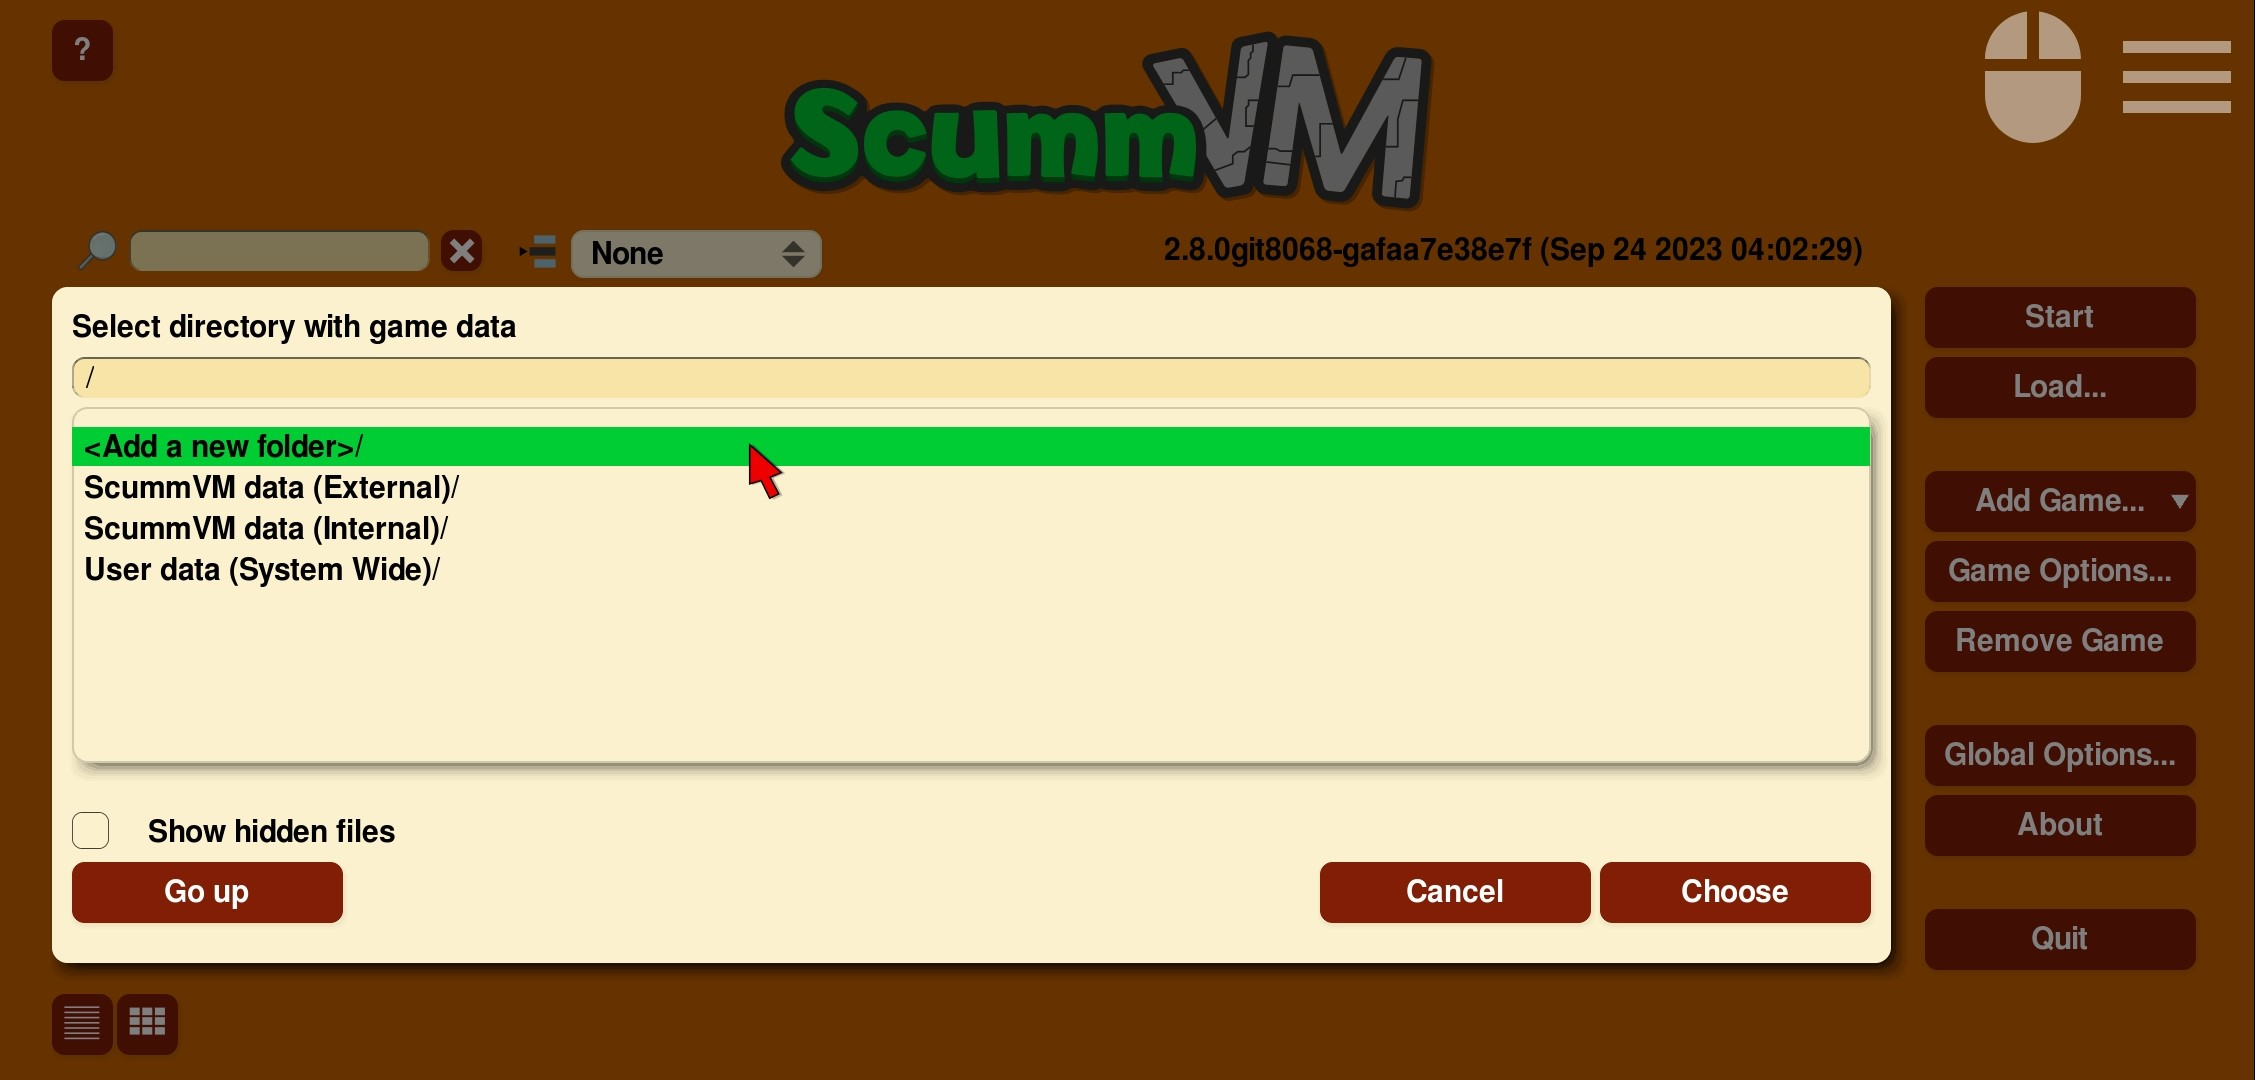 ?
ScummVM
None
2.8.0git8068-gafaa7e38e7f (Sep 24 2023 04:02:29)
Select directory with game data
/
<Add a new folder>/
ScummVM data (External)/
ScummVM data (Internal)/
User data (System Wide)/
Show hidden files
Go up
Cancel
Choose
Start
Load...
Add Game...
Game Options...
Remove Game
Global Options...
About
Quit